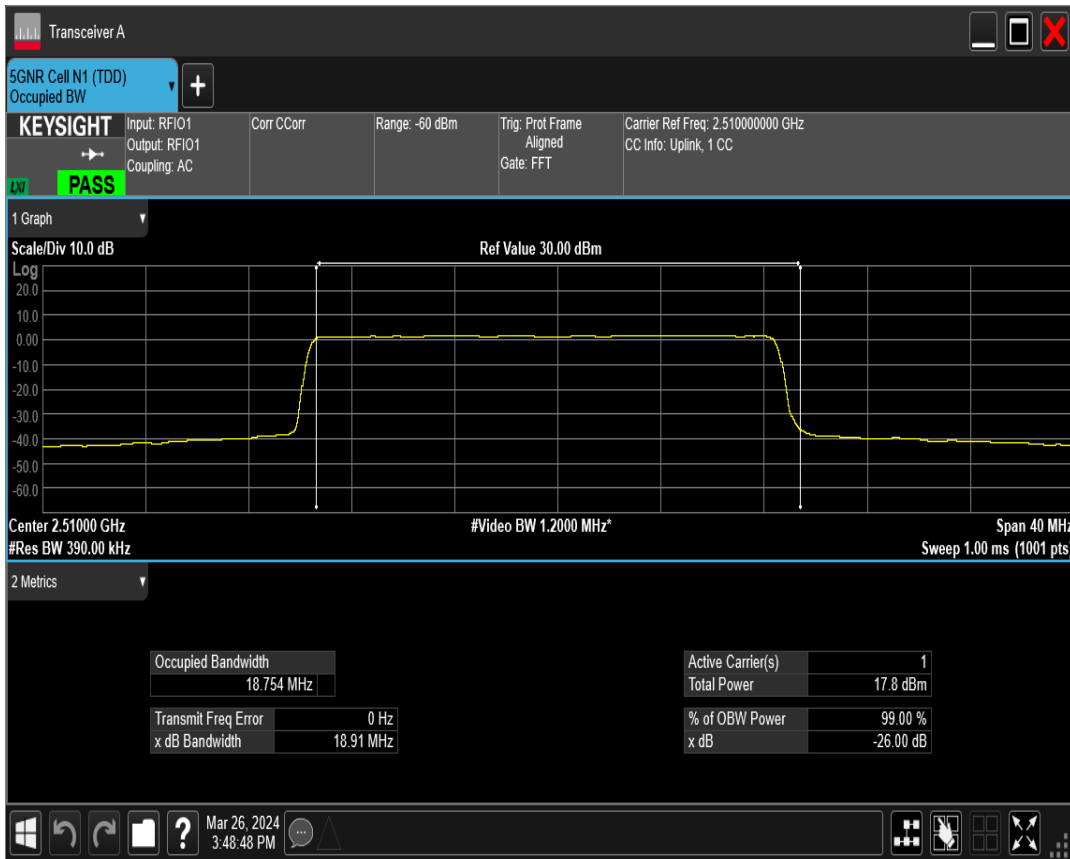 Transceiver A
5GNR Cell N1 (TDD)
Occupied BW
+
KEYSIGHT
LXI
PASS
Input: RFIO1
Output: RFIO1
Coupling: AC
Corr CCorr
Range: -60 dBm
Trig: Prot Frame
Aligned
Gate: FFT
Carrier Ref Freq: 2.510000000 GHz
CC Info: Uplink, 1 CC
1 Graph
Scale/Div 10.0 dB
Ref Value 30.00 dBm
Log
20.0
10.0
0.00
-10.0
-20.0
-30.0
-40.0
-50.0
-60.0
Center 2.51000 GHz
#Video BW 1.2000 MHz*
Span 40 MHz
#Res BW 390.00 kHz
Sweep 1.00 ms (1001 pts)
2 Metrics
Occupied Bandwidth
18.754 MHz
Transmit Freq Error 0 Hz
x dB Bandwidth 18.91 MHz
Active Carrier(s) 1
Total Power 17.8 dBm
% of OBW Power 99.00 %
x dB -26.00 dB
?
Mar 26, 2024
3:48:48 PM